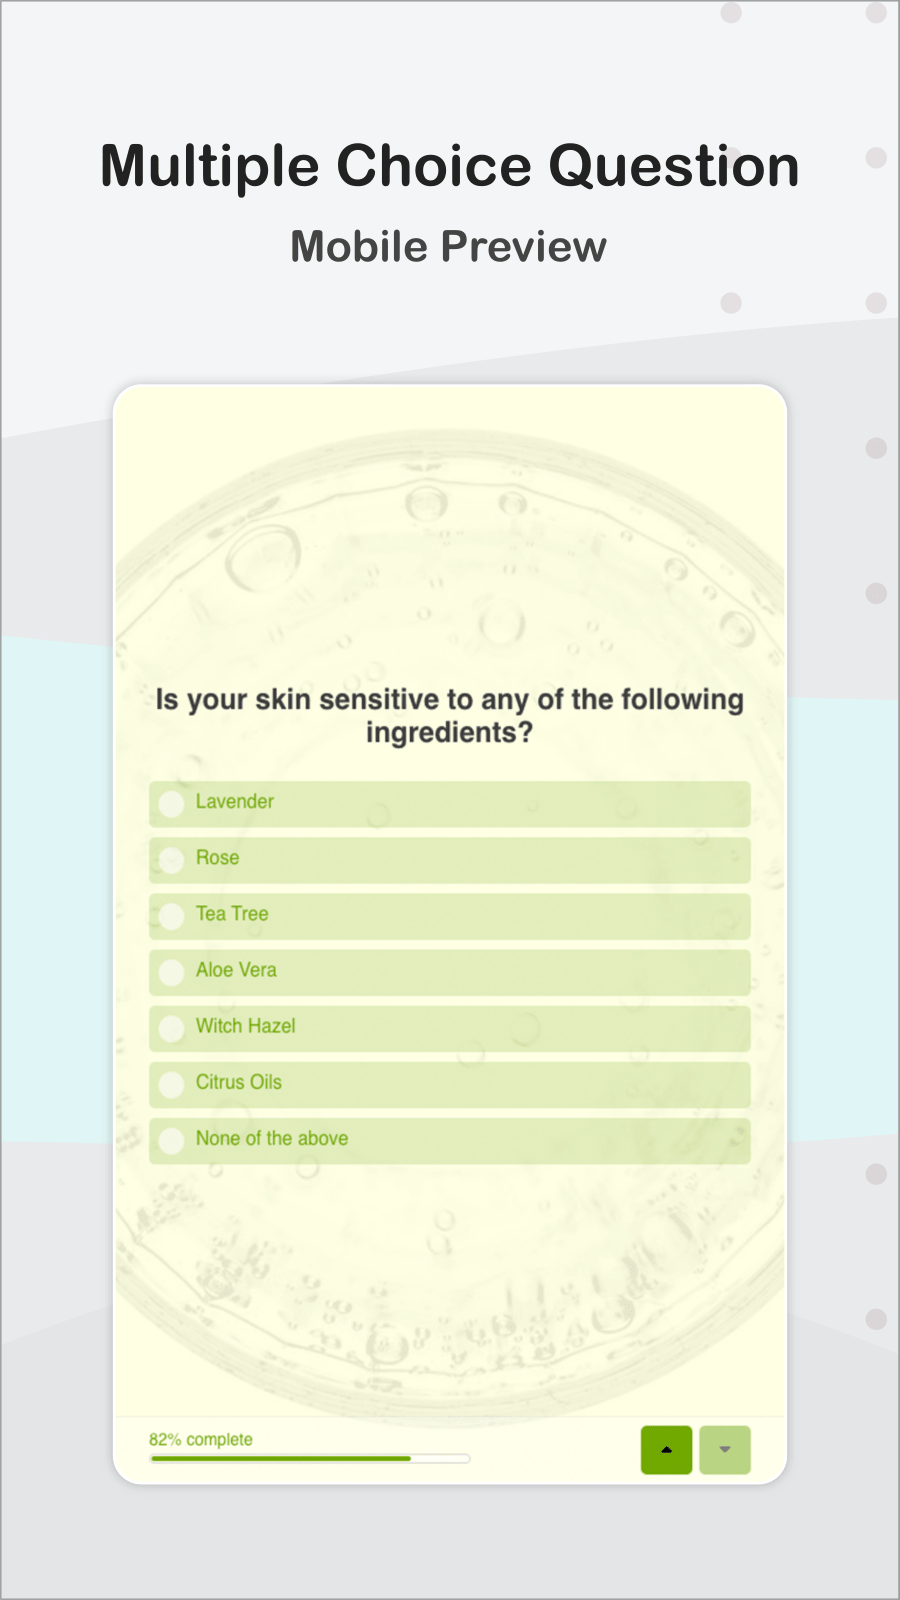 Multiple Choice Question
Mobile Preview
Is your skin sensitive to any of the following
ingredients?
Lavender
Rose
Tea Tree
Aloe Vera
Witch Hazel
Citrus Oils
None of the above
82% complete